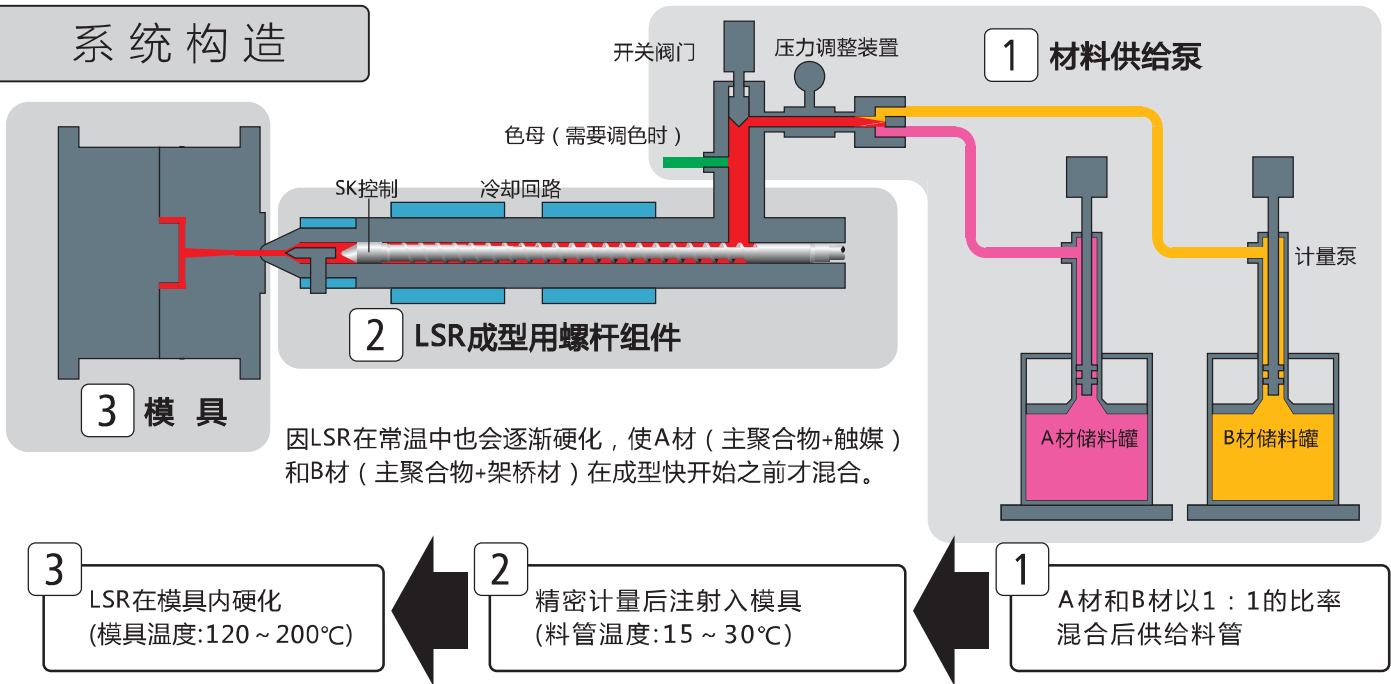 系统构造
开关阀门
压力调整装置
1 材料供给泵
色母（需要调色时）
SK控制
冷却回路
计量泵
2 LSR成型用螺杆组件
3 模 具
A材储料罐
B材储料罐
因LSR在常温中也会逐渐硬化，使A材（主聚合物+触媒）
和B材（主聚合物+架桥材）在成型快开始之前才混合。
3
LSR在模具内硬化
(模具温度:120～200℃)
2
精密计量后注射入模具
(料管温度:15～30℃)
1
A材和B材以1：1的比率
混合后供给料管